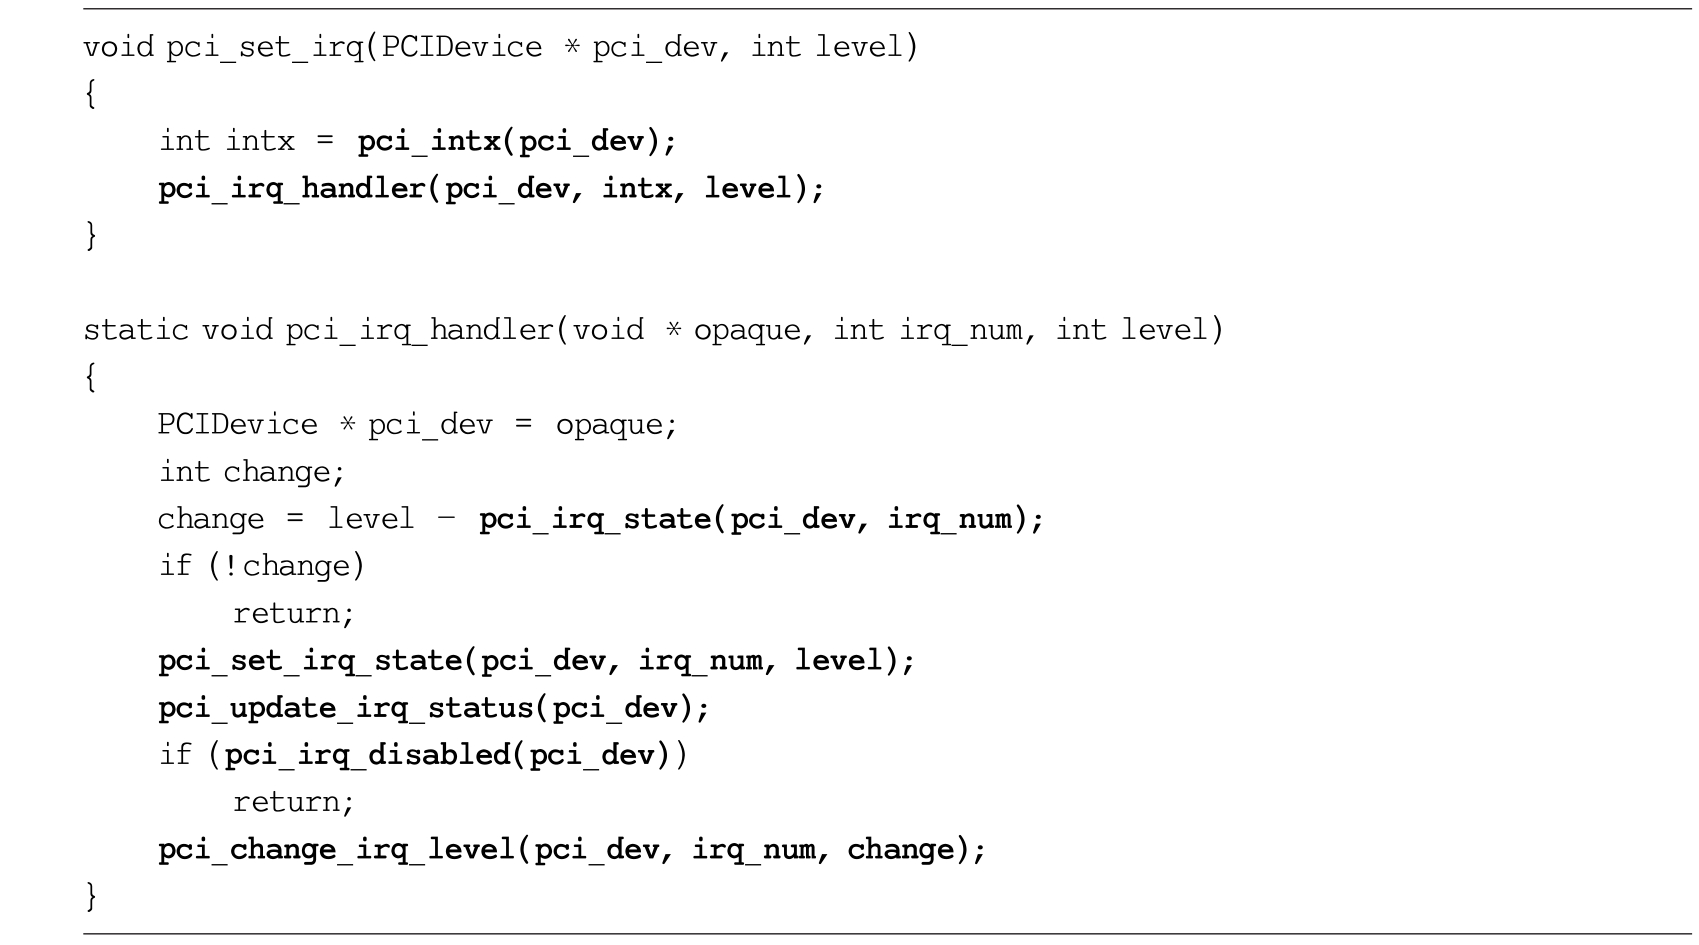 void pci_set_irq(PCIDevice * pci_dev, int level)
{
    int intx = pci_intx(pci_dev);
    pci_irq_handler(pci_dev, intx, level);
}

static void pci_irq_handler(void * opaque, int irq_num, int level)
{
    PCIDevice * pci_dev = opaque;
    int change;
    change = level - pci_irq_state(pci_dev, irq_num);
    if (!change)
        return;
    pci_set_irq_state(pci_dev, irq_num, level);
    pci_update_irq_status(pci_dev);
    if (pci_irq_disabled(pci_dev))
        return;
    pci_change_irq_level(pci_dev, irq_num, change);
}